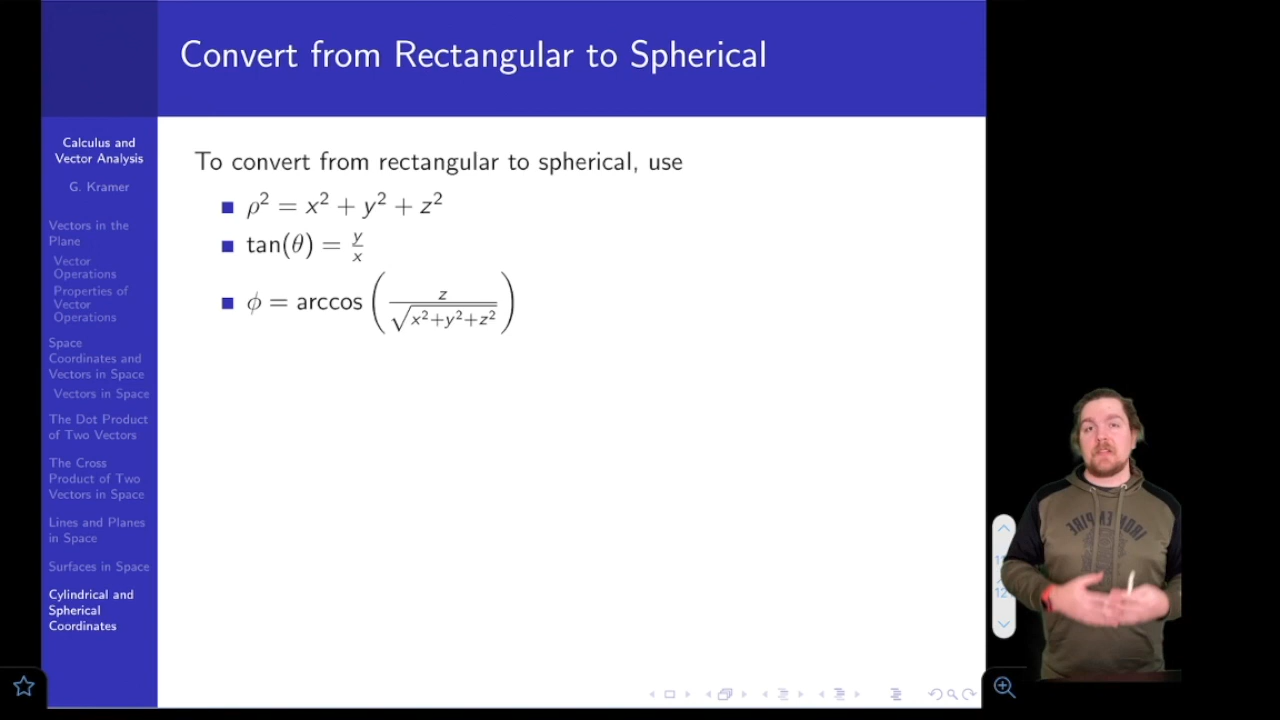 Convert from Rectangular to Spherical
Calculus and
Vector Analysis
G. Kramer
Vectors in the
Plane
Vector
Operations
Properties of
Vector
Operations
Space
Coordinates and
Vectors in Space
Vectors in Space
The Dot Product
of Two Vectors
The Cross
Product of Two
Vectors in Space
Lines and Planes
in Space
Surfaces in Space
Cylindrical and
Spherical
Coordinates
To convert from rectangular to spherical, use
ρ² = x² + y² + z²
tan(θ) = y/x
ϕ = arccos(z/√(x²+y²+z²))
IRON EMPIRE